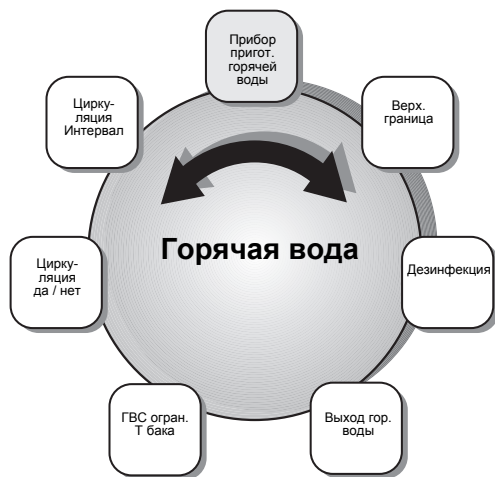 Прибор
пригот.
горячей
воды
Цирку-
ляция
Интервал
Верх.
граница
Горячая вода
Цирку-
ляция
да / нет
Дезинфекция
ГВС огран.
Т бака
Выход гор.
воды